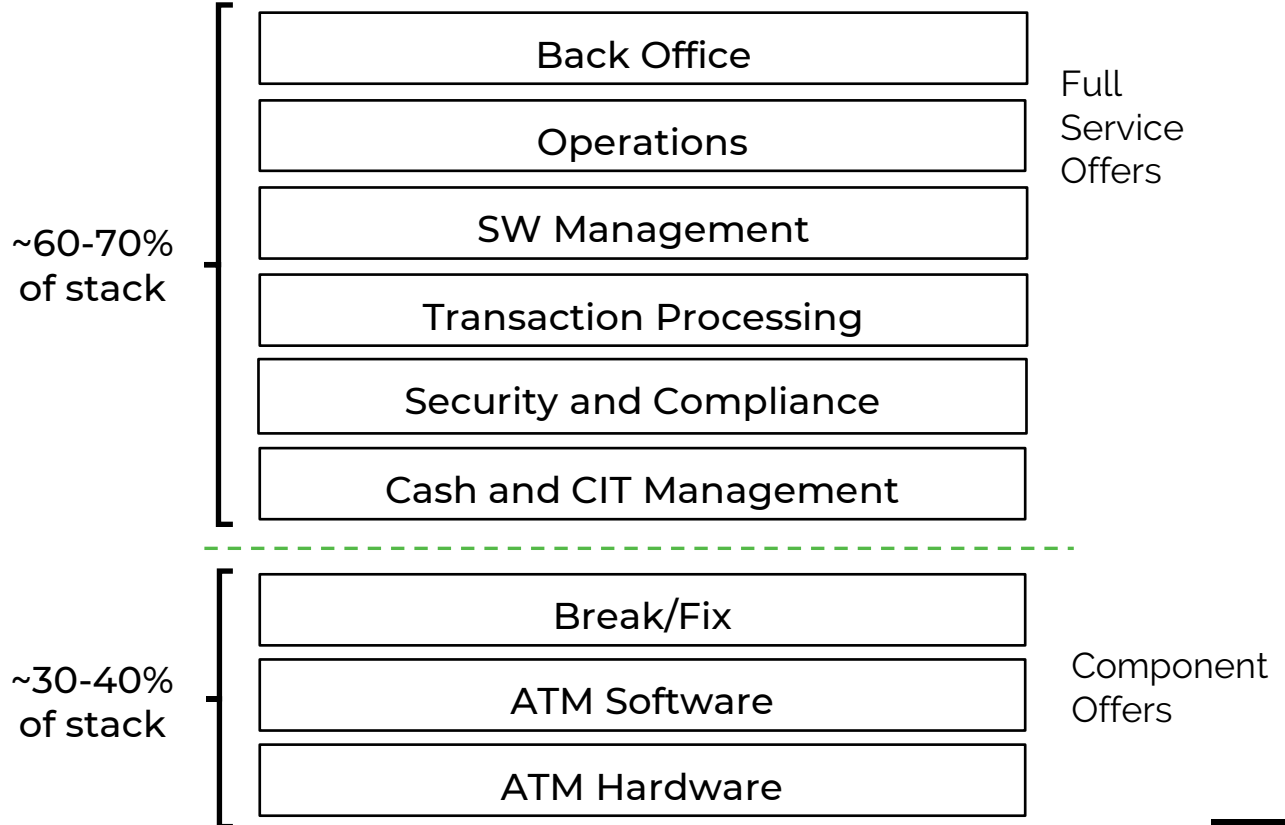 Back Office
Full
Service
Offers
Operations
SW Management
~60-70%
of stack
Transaction Processing
Security and Compliance
Cash and CIT Management
Break/Fix
~30-40%
of stack
ATM Software
Component
Offers
ATM Hardware